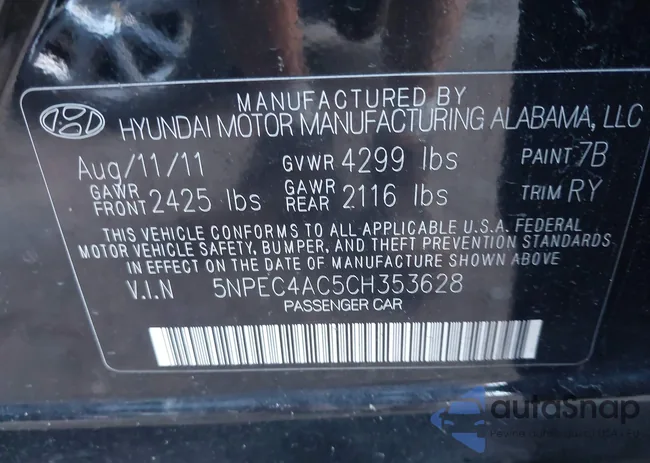 MANUFACTURED BY
HYUNDAI MOTOR MANUFACTURING ALABAMA, LLC
Aug/11/11 GVWR 4299 lbs PAINT 7B
GAWR FRONT 2425 lbs GAWR REAR 2116 lbs TRIM RY
THIS VEHICLE CONFORMS TO ALL APPLICABLE U.S.A. FEDERAL
MOTOR VEHICLE SAFETY, BUMPER, AND THEFT PREVENTION STANDARDS
IN EFFECT ON THE DATE OF MANUFACTURE SHOWN ABOVE
V.I.N 5NPEC4AC5CH353628
PASSENGER CAR
autoSnap